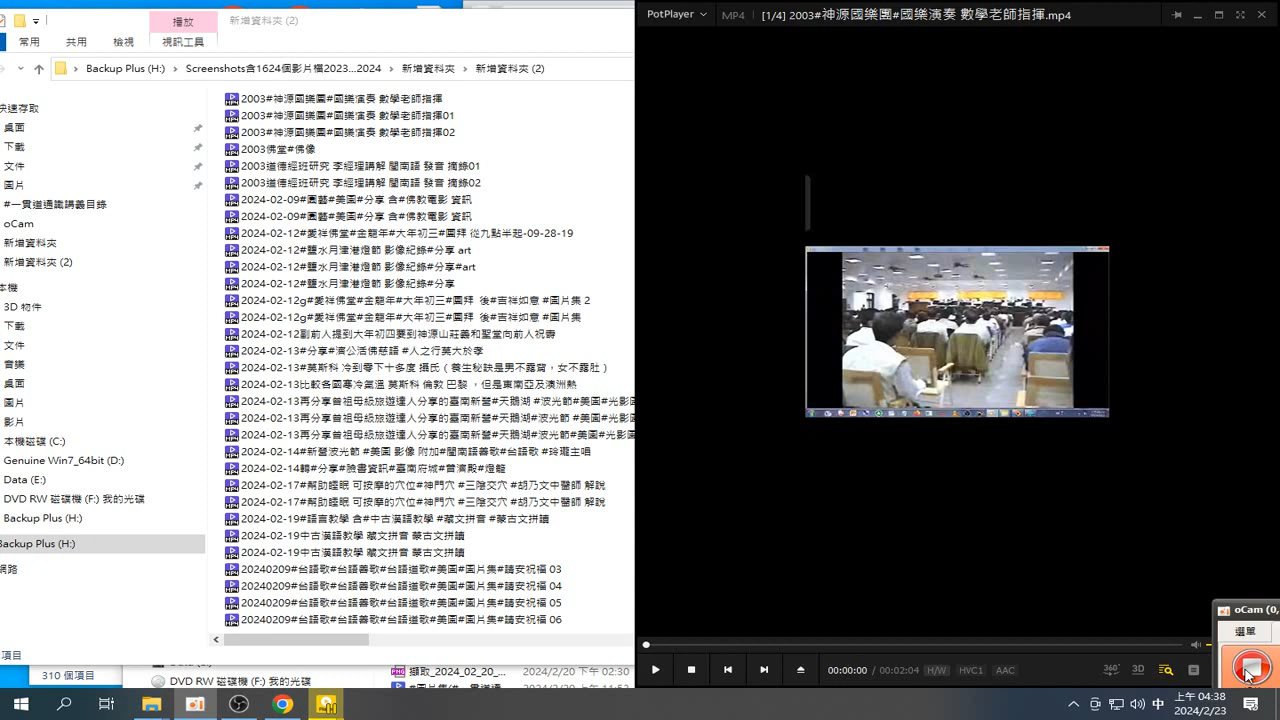 播放
新增資料夾 (2)
常用
共用
檢視
視訊工具
Backup Plus (H:)
Screenshots含1624個影片檔2023...2024
新增資料夾
新增資料夾 (2)
快速存取
桌面
下載
文件
圖片
#一貫道通識講義目錄
oCam
新增資料夾
新增資料夾 (2)
本機
3D 物件
下載
文件
音樂
桌面
圖片
影片
本機磁碟 (C:)
Genuine Win7_64bit (D:)
Data (E:)
DVD RW 磁碟機 (F:) 我的光碟
Backup Plus (H:)
Backup Plus (H:)
網路
2003#神源國樂團#國樂演奏 數學老師指揮
2003#神源國樂團#國樂演奏 數學老師指揮01
2003#神源國樂團#國樂演奏 數學老師指揮02
2003佛堂#佛像
2003道德經班研究 李經理講解 閩南語 發音 摘錄01
2003道德經班研究 李經理講解 閩南語 發音 摘錄02
2024-02-09#園藝#美圖#分享 含#佛教電影 資訊
2024-02-09#園藝#美圖#分享 含#佛教電影 資訊
2024-02-12#愛祥佛堂#金龍年#大年初三#團拜 從九點半起-09-28-19
2024-02-12#鹽水月津港燈節 影像紀錄#分享 art
2024-02-12#鹽水月津港燈節 影像紀錄#分享#art
2024-02-12#鹽水月津港燈節 影像紀錄#分享
2024-02-12g#愛祥佛堂#金龍年#大年初三#團拜 後#吉祥如意 #圖片集 2
2024-02-12g#愛祥佛堂#金龍年#大年初三#團拜 後#吉祥如意 #圖片集
2024-02-12副前人提到大年初四要到神源山莊義和聖堂向前人祝壽
2024-02-13#分享#濟公活佛慈語 #人之行莫大於孝
2024-02-13#莫斯科 冷到零下十多度 攝氏（養生秘訣是男不露背，女不露肚）
2024-02-13比較各國寒冷氣溫 莫斯科 倫敦 巴黎 ，但是東南亞及澳洲熱
2024-02-13再分享曾祖母級旅遊達人分享的臺南新營#天鵝湖 #波光節#美圖#光影
2024-02-13再分享曾祖母級旅遊達人分享的臺南新營#天鵝湖 #波光節#美圖#光影
2024-02-13再分享曾祖母級旅遊達人分享的臺南新營#天鵝湖#波光節#美圖#光影
2024-02-14#新營波光節 #美圖 影像 附加#閩南語善歌#台語歌 #玲瓏主唱
2024-02-14轉#分享#臉書資訊#臺南府城#普濟殿#燈籠
2024-02-17#幫助睡眠 可按摩的穴位#神門穴 #三陰交穴 #胡乃文中醫師 解說
2024-02-17#幫助睡眠 可按摩的穴位#神門穴 #三陰交穴 #胡乃文中醫師 解說
2024-02-19#語言教學 含#中古漢語教學 #藏文拼音 #蒙古文拼讀
2024-02-19中古漢語教學 藏文拼音 蒙古文拼讀
2024-02-19中古漢語教學 藏文拼音 蒙古文拼讀
20240209#台語歌#台語善歌#台語道歌#美圖#圖片集#請安祝福 03
20240209#台語歌#台語善歌#台語道歌#美圖#圖片集#請安祝福 04
20240209#台語歌#台語善歌#台語道歌#美圖#圖片集#請安祝福 05
20240209#台語歌#台語善歌#台語道歌#美圖#圖片集#請安祝福 06
項目
310 個項目
DVD RW 磁碟機 (F:) 我的光碟
擷取_2024_02_20_...
2024/2/20 下午 02:30
PotPlayer
MP4
[1/4] 2003#神源國樂團#國樂演奏 數學老師指揮.mp4
00:00:00 / 00:02:04
H/W
HVC1
AAC
360°
3D
oCam (0,
選單
中
上午 04:38
2024/2/23